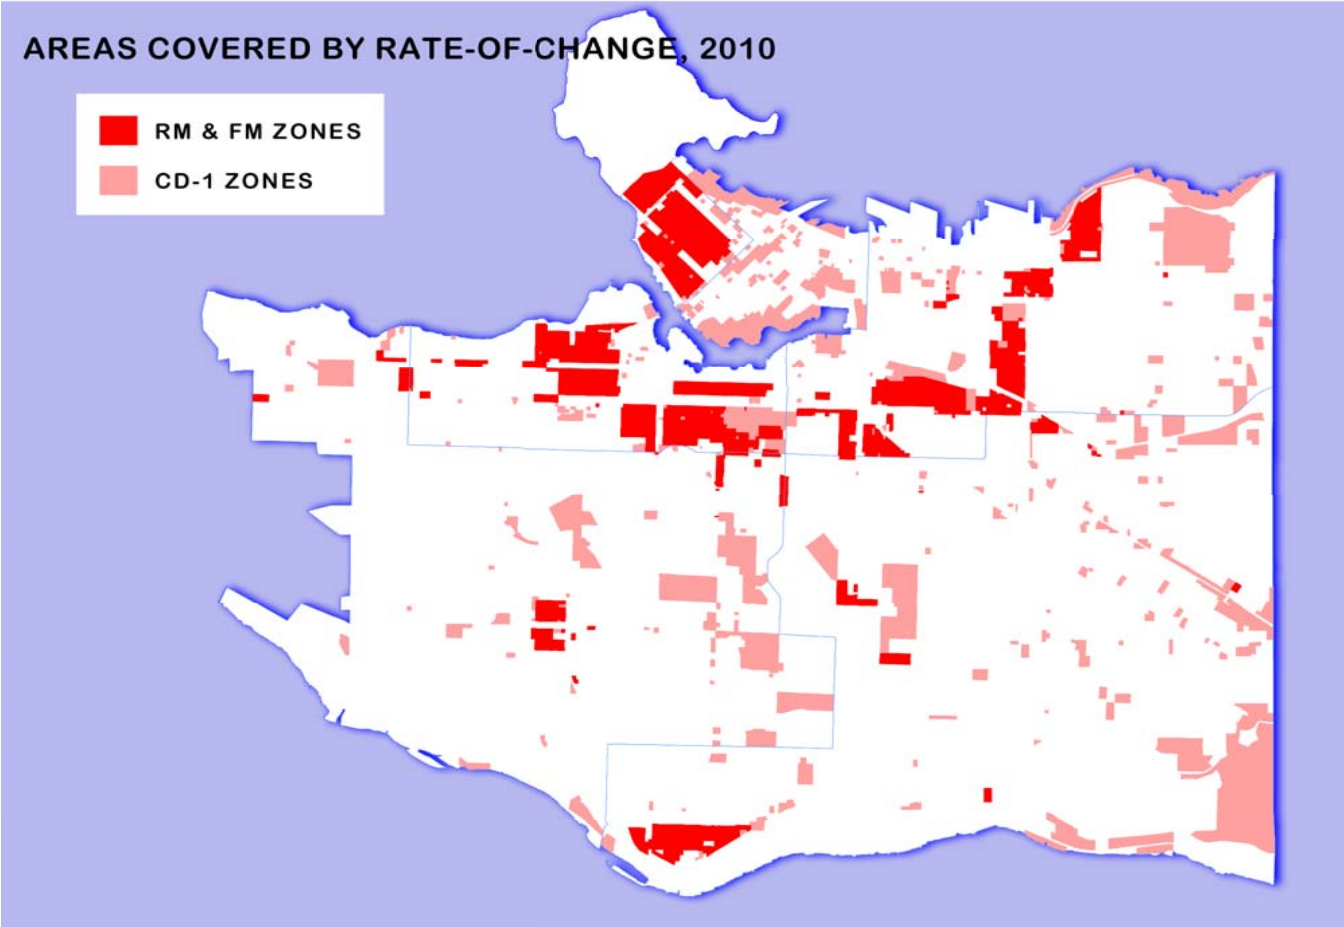 AREAS COVERED BY RATE-OF-CHANGE, 2010
RM & FM ZONES
CD-1 ZONES